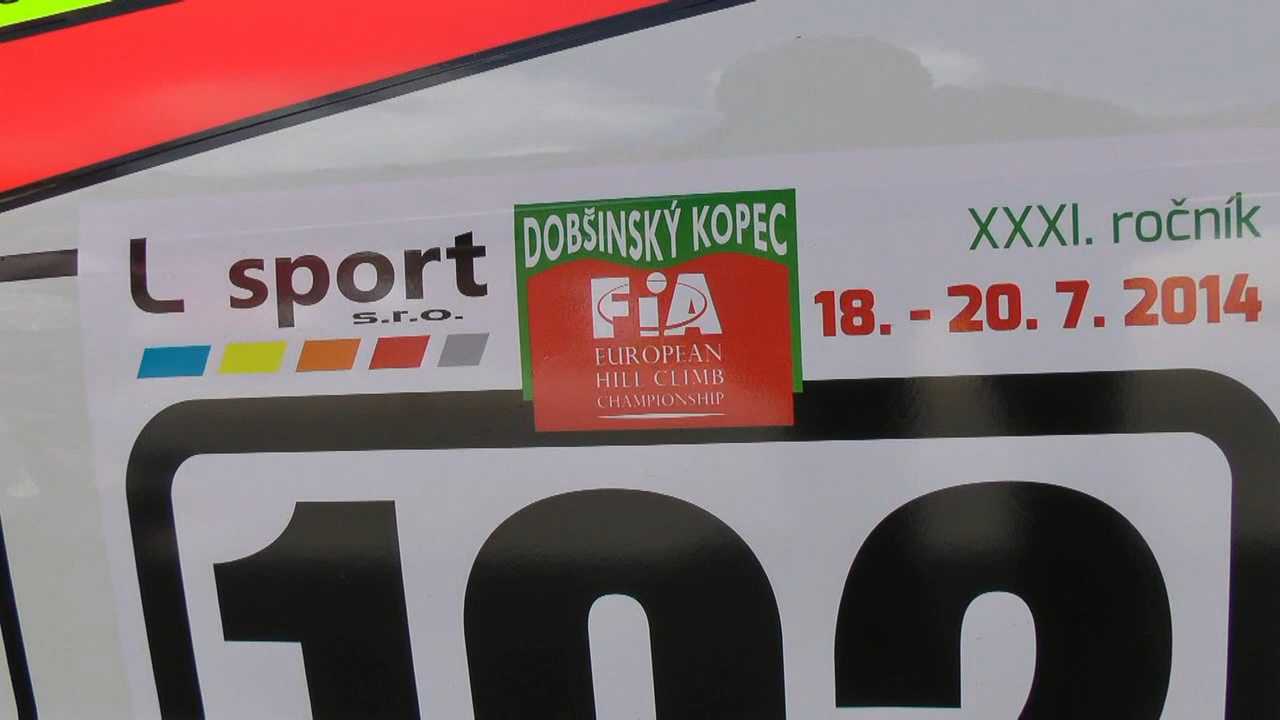 L sport
s.r.o.
DOBŠINSKÝ KOPEC
FiA
EUROPEAN
HILL CLIMB
CHAMPIONSHIP
XXXI. ročník
18. - 20. 7. 2014